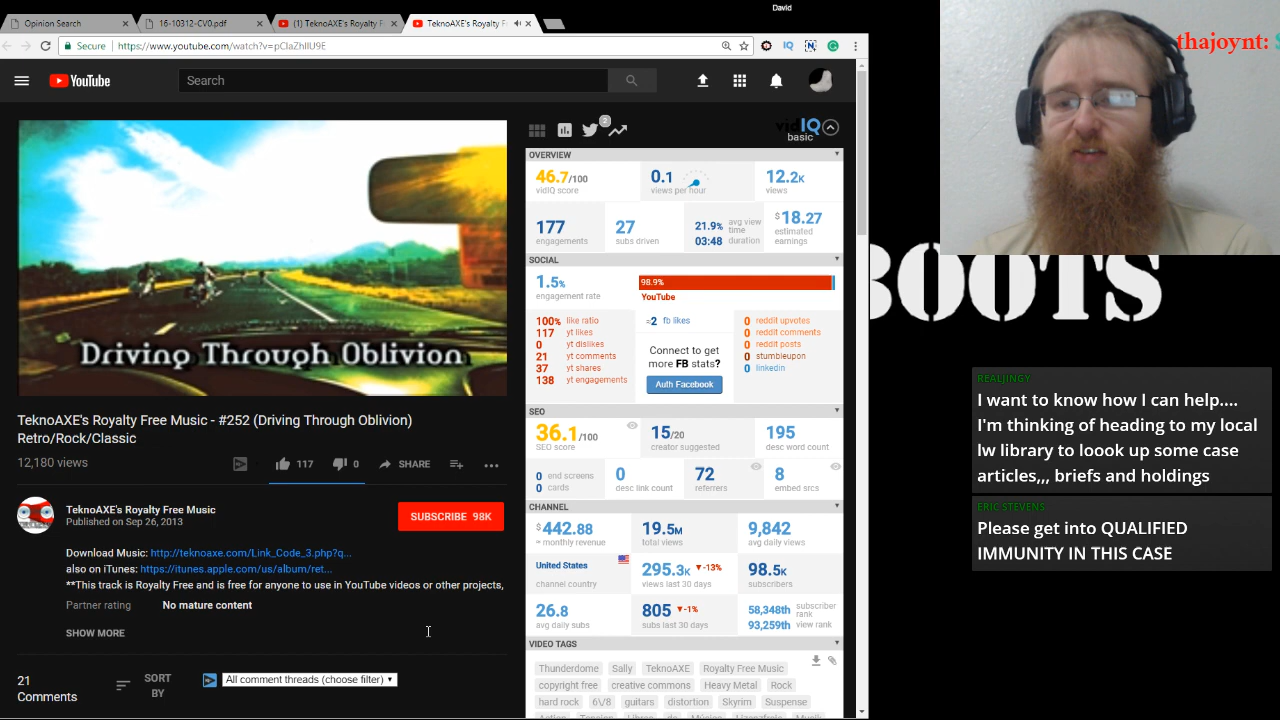 David
Opinion Search
16-10312-CV0.pdf
(1) TeknoAXE's Royalty F
TeknoAXE's Royalty Fr
Secure
https://www.youtube.com/watch?v=pClaZhIIU9E
IQ
N
YouTube
Search
2
vidIQ
basic
OVERVIEW
46.7/100
vidIQ score
0.1
views per hour
12.2K
views
177
engagements
27
subs driven
21.9% avg view time
03:48 duration
$18.27
estimated earnings
SOCIAL
1.5%
engagement rate
98.9%
YouTube
100% like ratio
117 yt likes
0 yt dislikes
21 yt comments
37 yt shares
138 yt engagements
~2 fb likes
Connect to get
more FB stats?
Auth Facebook
0 reddit upvotes
0 reddit comments
0 reddit posts
0 stumbleupon
0 linkedin
SEO
36.1/100
SEO score
15/20
creator suggested
195
desc word count
0 end screens
0 cards
0
desc link count
72
referrers
8
embed srcs
CHANNEL
$442.88
≈ monthly revenue
19.5M
total views
9,842
avg daily views
United States
channel country
295.3K ▼-13%
views last 30 days
98.5K
subscribers
26.8
avg daily subs
805 ▼-1%
subs last 30 days
58,348th subscriber rank
93,259th view rank
VIDEO TAGS
Thunderdome
Sally
TeknoAXE
Royalty Free Music
copyright free
creative commons
Heavy Metal
Rock
hard rock
6\/8
guitars
distortion
Skyrim
Suspense
Driving Through Oblivion
TeknoAXE's Royalty Free Music - #252 (Driving Through Oblivion)
Retro/Rock/Classic
12,180 views
117
0
SHARE
TeknoAXE's Royalty Free Music
Published on Sep 26, 2013
SUBSCRIBE 98K
Download Music: http://teknoaxe.com/Link_Code_3.php?q...
also on iTunes: https://itunes.apple.com/us/album/ret...
**This track is Royalty Free and is free for anyone to use in YouTube videos or other projects,
Partner rating
No mature content
SHOW MORE
21
Comments
SORT
BY
All comment threads (choose filter)
thajoynt:
BOOTS
REALJINGY
I want to know how I can help....
I'm thinking of heading to my local
lw library to loook up some case
articles,,, briefs and holdings
ERIC STEVENS
Please get into QUALIFIED
IMMUNITY IN THIS CASE